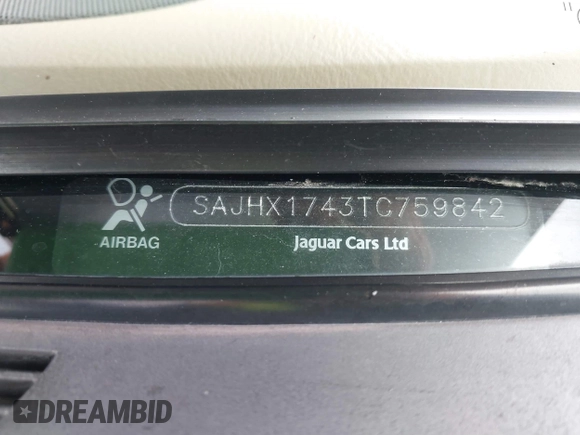 SAJHX1743TC759842
AIRBAG
Jaguar Cars Ltd
DREAMBID